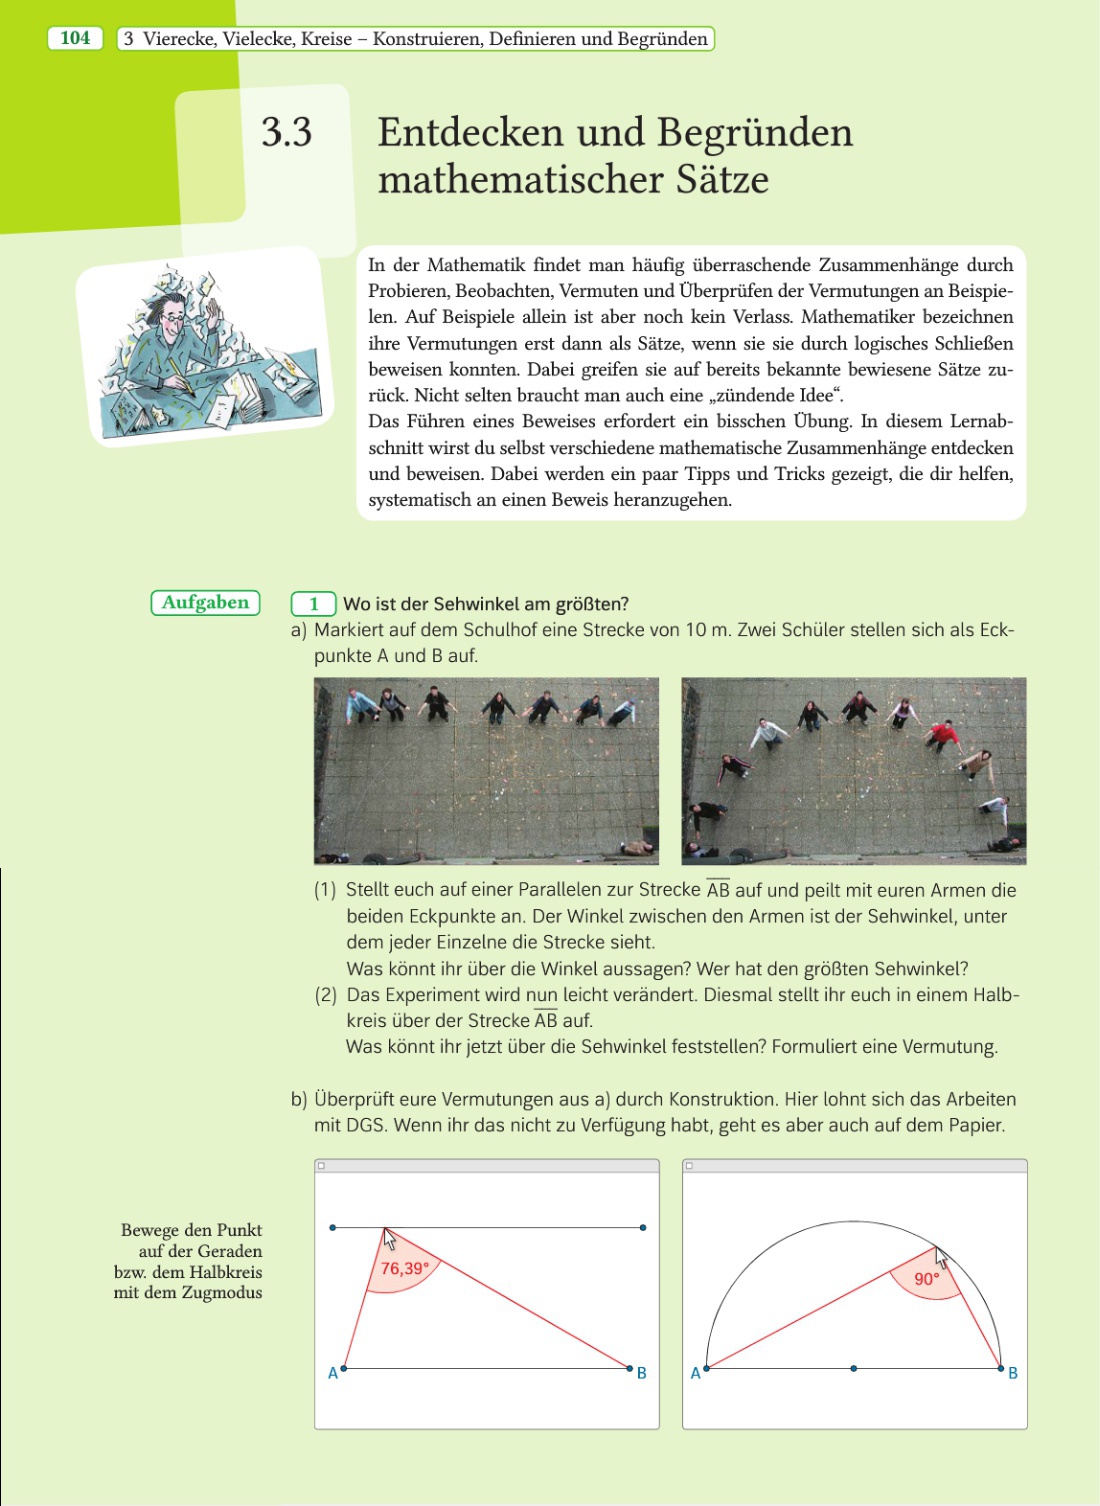 104
3 Vierecke, Vielecke, Kreise – Konstruieren, Definieren und Begründen
3.3
Entdecken und Begründen
mathematischer Sätze
In der Mathematik findet man häufig überraschende Zusammenhänge durch
Probieren, Beobachten, Vermuten und Überprüfen der Vermutungen an Beispie-
len. Auf Beispiele allein ist aber noch kein Verlass. Mathematiker bezeichnen
ihre Vermutungen erst dann als Sätze, wenn sie sie durch logisches Schließen
beweisen konnten. Dabei greifen sie auf bereits bekannte bewiesene Sätze zu-
rück. Nicht selten braucht man auch eine „zündende Idee“.
Das Führen eines Beweises erfordert ein bisschen Übung. In diesem Lernab-
schnitt wirst du selbst verschiedene mathematische Zusammenhänge entdecken
und beweisen. Dabei werden ein paar Tipps und Tricks gezeigt, die dir helfen,
systematisch an einen Beweis heranzugehen.
Aufgaben
1 Wo ist der Sehwinkel am größten?
a) Markiert auf dem Schulhof eine Strecke von 10 m. Zwei Schüler stellen sich als Eck-
punkte A und B auf.
(1) Stellt euch auf einer Parallelen zur Strecke A̅B̅ auf und peilt mit euren Armen die
beiden Eckpunkte an. Der Winkel zwischen den Armen ist der Sehwinkel, unter
dem jeder Einzelne die Strecke sieht.
Was könnt ihr über die Winkel aussagen? Wer hat den größten Sehwinkel?
(2) Das Experiment wird nun leicht verändert. Diesmal stellt ihr euch in einem Halb-
kreis über der Strecke A̅B̅ auf.
Was könnt ihr jetzt über die Sehwinkel feststellen? Formuliert eine Vermutung.
b) Überprüft eure Vermutungen aus a) durch Konstruktion. Hier lohnt sich das Arbeiten
mit DGS. Wenn ihr das nicht zu Verfügung habt, geht es aber auch auf dem Papier.
Bewege den Punkt
auf der Geraden
bzw. dem Halbkreis
mit dem Zugmodus
76,39°
A
B
90°
A
B